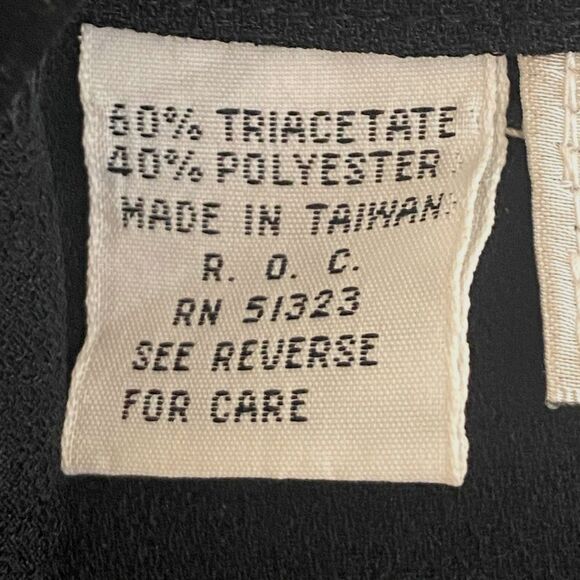 60% TRIACETATE
40% POLYESTER
MADE IN TAIWAN
R. O. C.
RN 51323
SEE REVERSE
FOR CARE